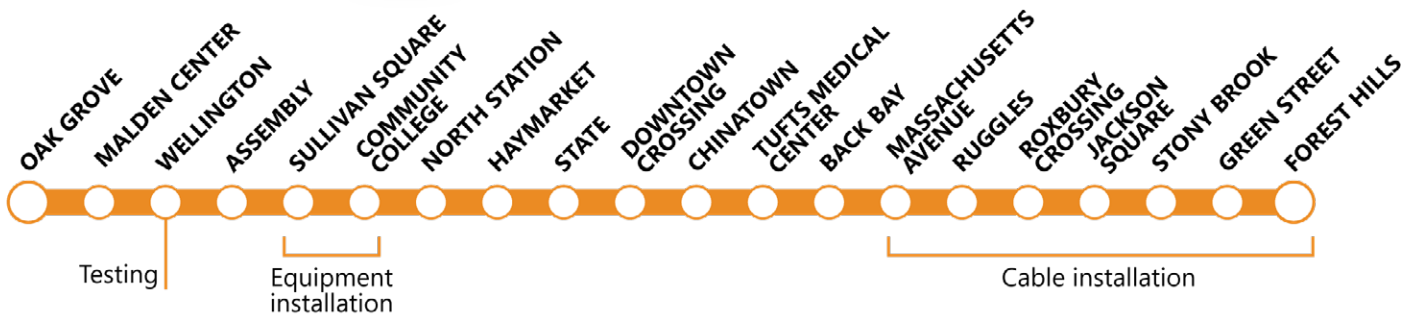 OAK GROVE
MALDEN CENTER
WELLINGTON
ASSEMBLY
SULLIVAN SQUARE
COMMUNITY
COLLEGE
NORTH STATION
HAYMARKET
STATE
DOWNTOWN
CROSSING
CHINATOWN
TUFTS MEDICAL
CENTER
BACK BAY
MASSACHUSETTS
AVENUE
RUGGLES
ROXBURY
CROSSING
JACKSON
SQUARE
STONY BROOK
GREEN STREET
FOREST HILLS
Testing
Equipment
installation
Cable installation